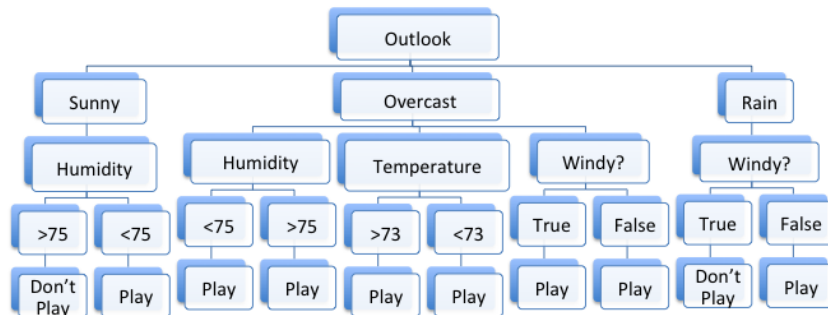 Outlook
Sunny
Overcast
Rain
Humidity
Humidity
Temperature
Windy?
Windy?
>75
<75
<75
>75
>73
<73
True
False
True
False
Don't
Play
Play
Play
Play
Play
Play
Play
Play
Don't
Play
Play